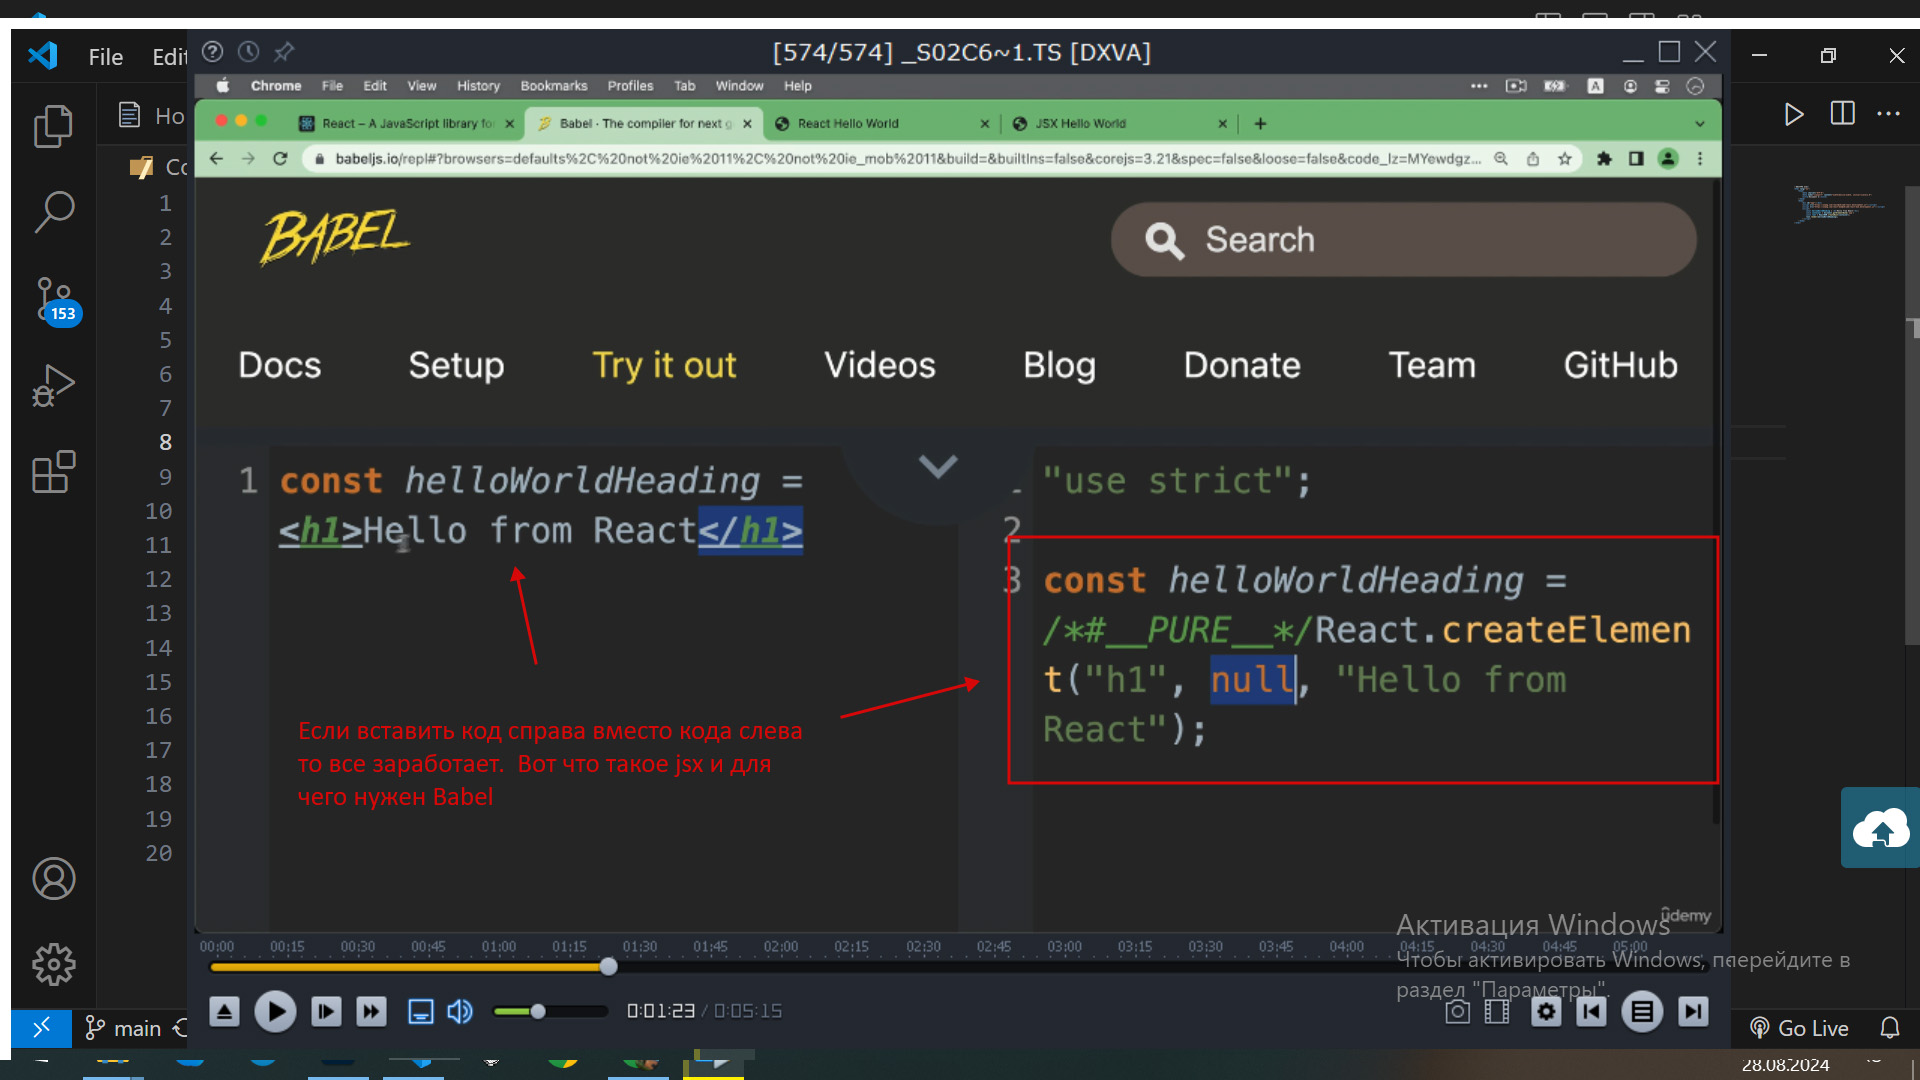 [574/574] _S02C6~1.TS [DXVA]
File Edit
Chrome File Edit View History Bookmarks Profiles Tab Window Help
A
Ho
React – A JavaScript library for
Babel · The compiler for next g
React Hello World
JSX Hello World
babeljs.io/repl#?browsers=defaults%2C%20not%20ie%2011%2C%20not%20ie_mob%2011&build=&builtIns=false&corejs=3.21&spec=false&loose=false&code_lz=MYewdgz...
Co
BABEL
Search
Docs Setup Try it out Videos Blog Donate Team GitHub
1
2
3
4
5
6
7
8
9
10
11
12
13
14
15
16
17
18
19
20
153
1 const helloWorldHeading =
<h1>Hello from React</h1>
"use strict";
2
3 const helloWorldHeading =
/*#__PURE__*/React.createElemen
t("h1", null, "Hello from
React");
Если вставить код справа вместо кода слева
то все заработает. Вот что такое jsx и для
чего нужен Babel
ûdemy
Активация Windows
Чтобы активировать Windows, перейдите в
раздел "Параметры".
00:00 00:15 00:30 00:45 01:00 01:15 01:30 01:45 02:00 02:15 02:30 02:45 03:00 03:15 03:30 03:45 04:00 04:15 04:30 04:45 05:00
0:01:23 / 0:05:15
main
Go Live
28.08.2024